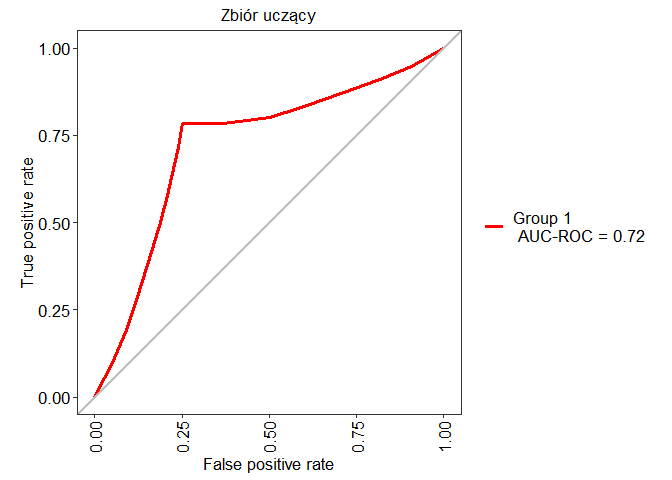 Zbiór uczący
1.00
0.75
0.50
0.25
0.00
True positive rate
0.00
0.25
0.50
0.75
1.00
False positive rate
Group 1
AUC-ROC = 0.72